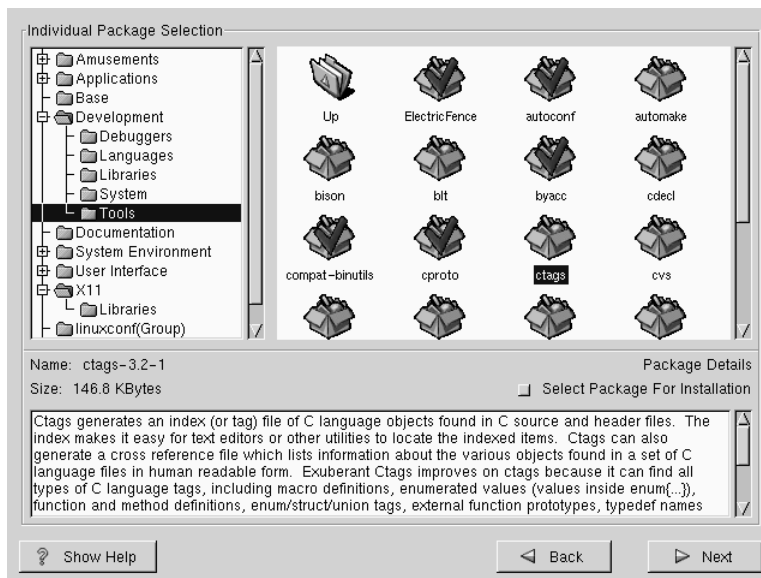 Individual Package Selection
Amusements
Applications
Base
Development
Debuggers
Languages
Libraries
System
Tools
Documentation
System Environment
User Interface
X11
Libraries
linuxconf(Group)
Up
ElectricFence
autoconf
automake
bison
blt
byacc
cdecl
compat-binutils
cproto
ctags
cvs
Name: ctags-3.2-1
Package Details
Size: 146.8 KBytes
Select Package For Installation
Ctags generates an index (or tag) file of C language objects found in C source and header files. The
index makes it easy for text editors or other utilities to locate the indexed items. Ctags can also
generate a cross reference file which lists information about the various objects found in a set of C
language files in human readable form. Exuberant Ctags improves on ctags because it can find all
types of C language tags, including macro definitions, enumerated values (values inside enum{...}),
function and method definitions, enum/struct/union tags, external function prototypes, typedef names
Show Help
Back
Next